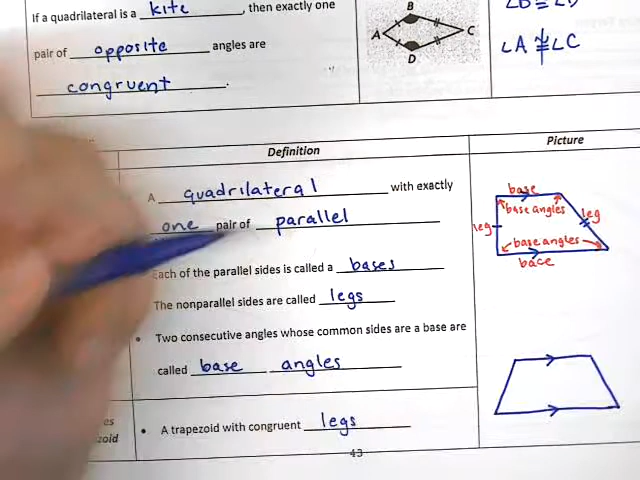 If a quadrilateral is a kite, then exactly one
pair of opposite angles are
congruent.
B
A
C
D
∠A ≇ ∠C
Definition
Picture
A quadrilateral with exactly
one pair of parallel
Each of the parallel sides is called a bases
The nonparallel sides are called legs
• Two consecutive angles whose common sides are a base are
called base angles
base
base angles
leg
leg
base angles
bace
es
zoid
• A trapezoid with congruent legs
43